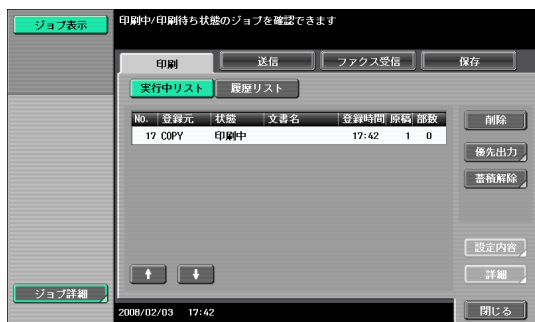 ジョブ表示
印刷中/印刷待ち状態のジョブを確認できます
印刷 送信 ファクス受信 保存
実行中リスト 履歴リスト
No. 登録元 状態 文書名 登録時間 原稿 部数
17 COPY 印刷中 17:42 1 0
削除
優先出力
蓄積解除
設定内容
詳細
ジョブ詳細
2008/02/03 17:42
閉じる